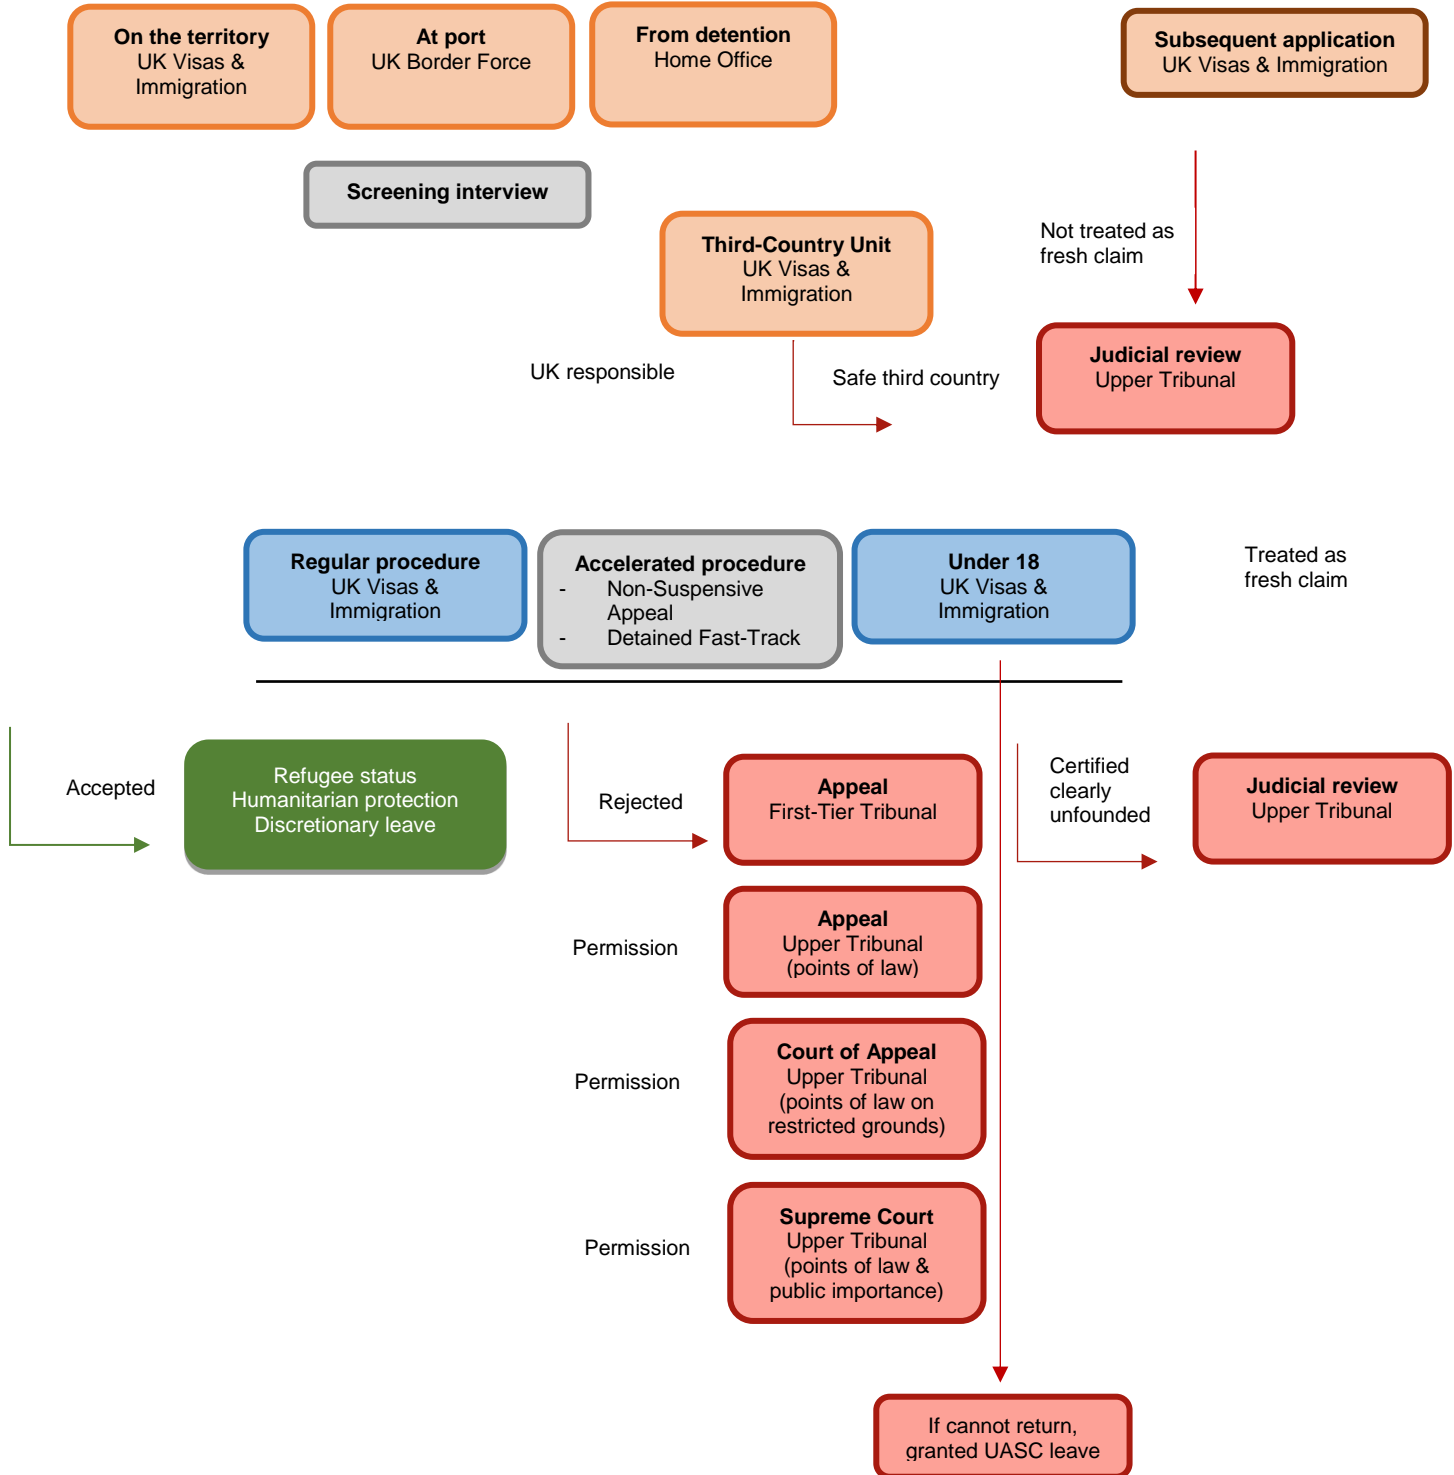 On the territory
UK Visas &
Immigration
At port
UK Border Force
From detention
Home Office
Subsequent application
UK Visas & Immigration
Screening interview
Third-Country Unit
UK Visas &
Immigration
Not treated as
fresh claim
UK responsible
Safe third country
Judicial review
Upper Tribunal
Regular procedure
UK Visas &
Immigration
Accelerated procedure
- Non-Suspensive
Appeal
- Detained Fast-Track
Under 18
UK Visas &
Immigration
Treated as
fresh claim
Accepted
Refugee status
Humanitarian protection
Discretionary leave
Rejected
Appeal
First-Tier Tribunal
Certified
clearly
unfounded
Judicial review
Upper Tribunal
Permission
Appeal
Upper Tribunal
(points of law)
Permission
Court of Appeal
Upper Tribunal
(points of law on
restricted grounds)
Permission
Supreme Court
Upper Tribunal
(points of law &
public importance)
If cannot return,
granted UASC leave